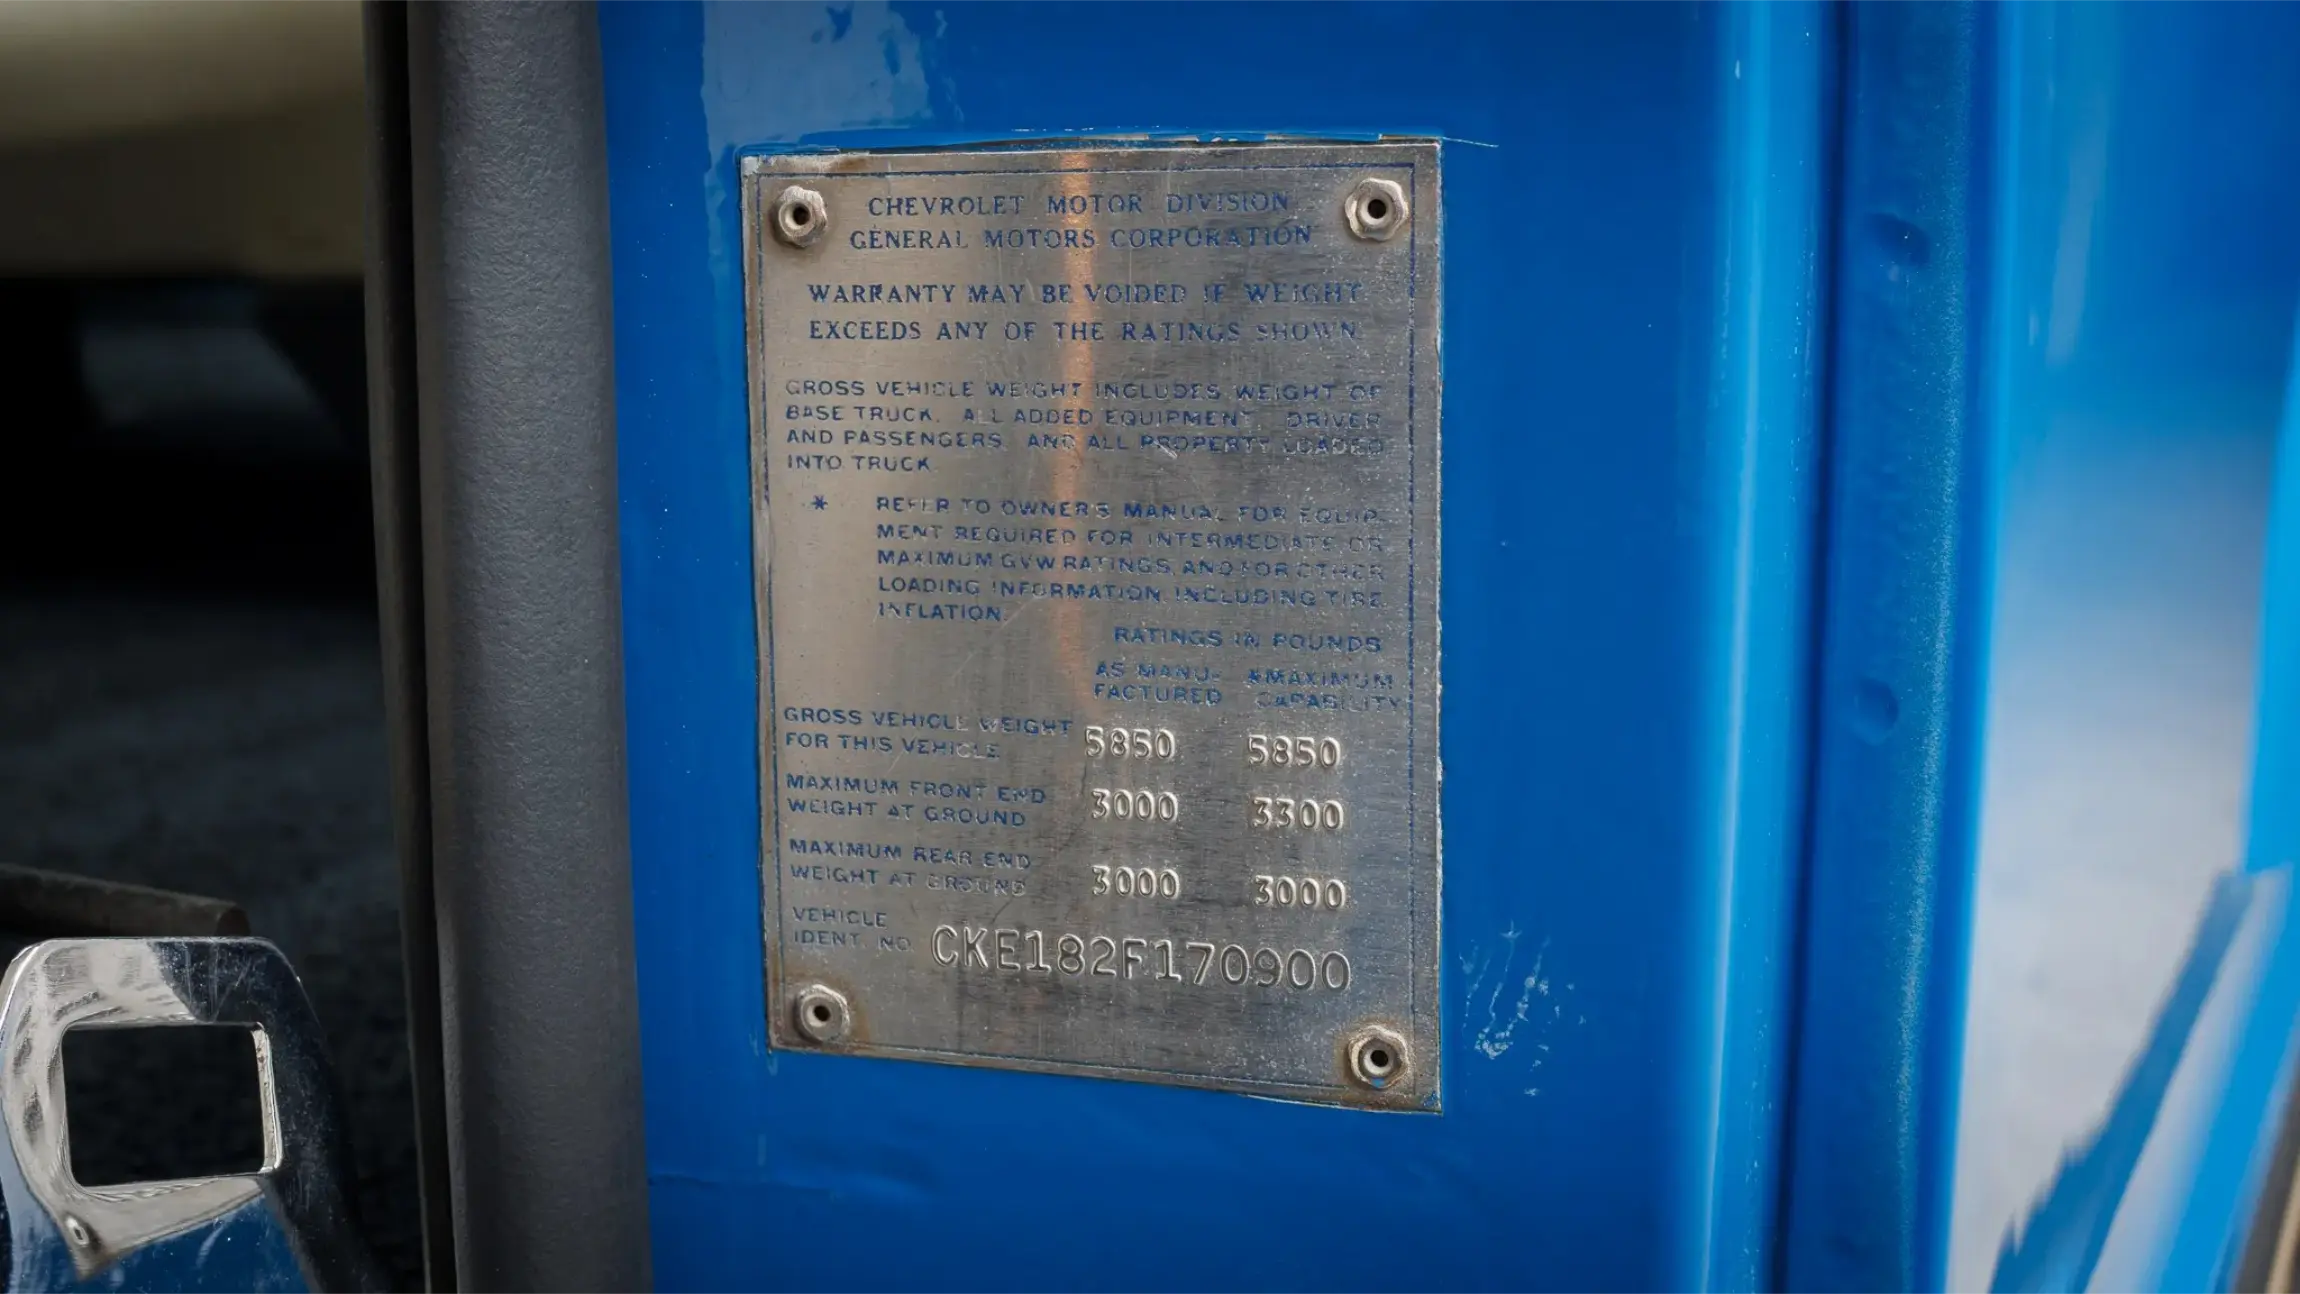 CHEVROLET MOTOR DIVISION
GENERAL MOTORS CORPORATION
WARRANTY MAY BE VOIDED IF WEIGHT
EXCEEDS ANY OF THE RATINGS SHOWN
GROSS VEHICLE WEIGHT INCLUDES WEIGHT OF
BASE TRUCK. ALL ADDED EQUIPMENT. DRIVER
AND PASSENGERS. AND ALL PROPERTY LOADED
INTO TRUCK.
* REFER TO OWNER'S MANUAL FOR EQUIP-
MENT REQUIRED FOR INTERMEDIATE OR
MAXIMUM GVW RATINGS, AND FOR OTHER
LOADING INFORMATION INCLUDING TIRE
INFLATION.
RATINGS IN POUNDS
AS MANU- *MAXIMUM
FACTURED CAPABILITY
GROSS VEHICLE WEIGHT
FOR THIS VEHICLE 5850 5850
MAXIMUM FRONT END
WEIGHT AT GROUND 3000 3300
MAXIMUM REAR END
WEIGHT AT GROUND 3000 3000
VEHICLE
IDENT. NO. CKE182F170900